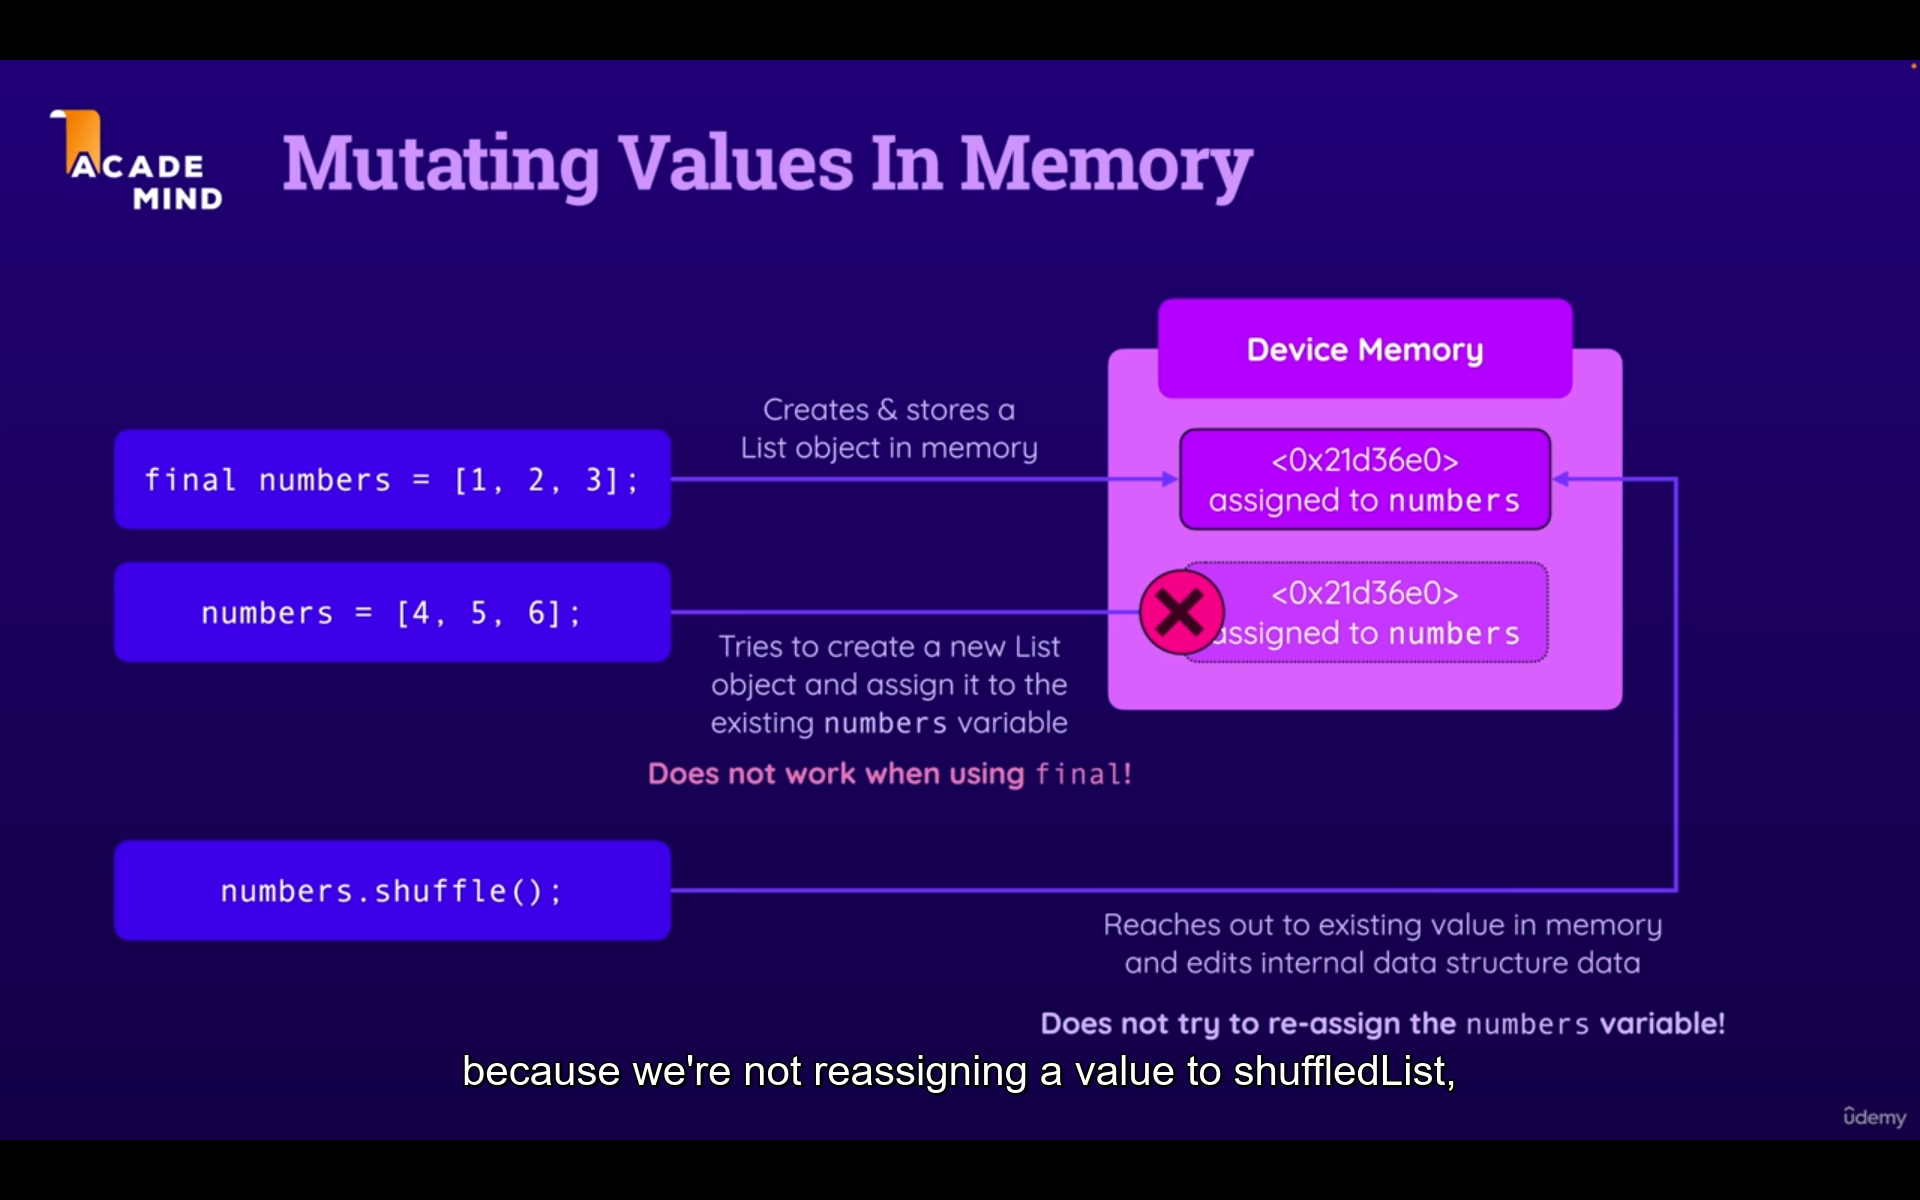 ACADE
MIND
Mutating Values In Memory
Device Memory
Creates & stores a
List object in memory
final numbers = [1, 2, 3];
<0x21d36e0>
assigned to numbers
numbers = [4, 5, 6];
<0x21d36e0>
assigned to numbers
Tries to create a new List
object and assign it to the
existing numbers variable
Does not work when using final!
numbers.shuffle();
Reaches out to existing value in memory
and edits internal data structure data
Does not try to re-assign the numbers variable!
because we're not reassigning a value to shuffledList,
ûdemy